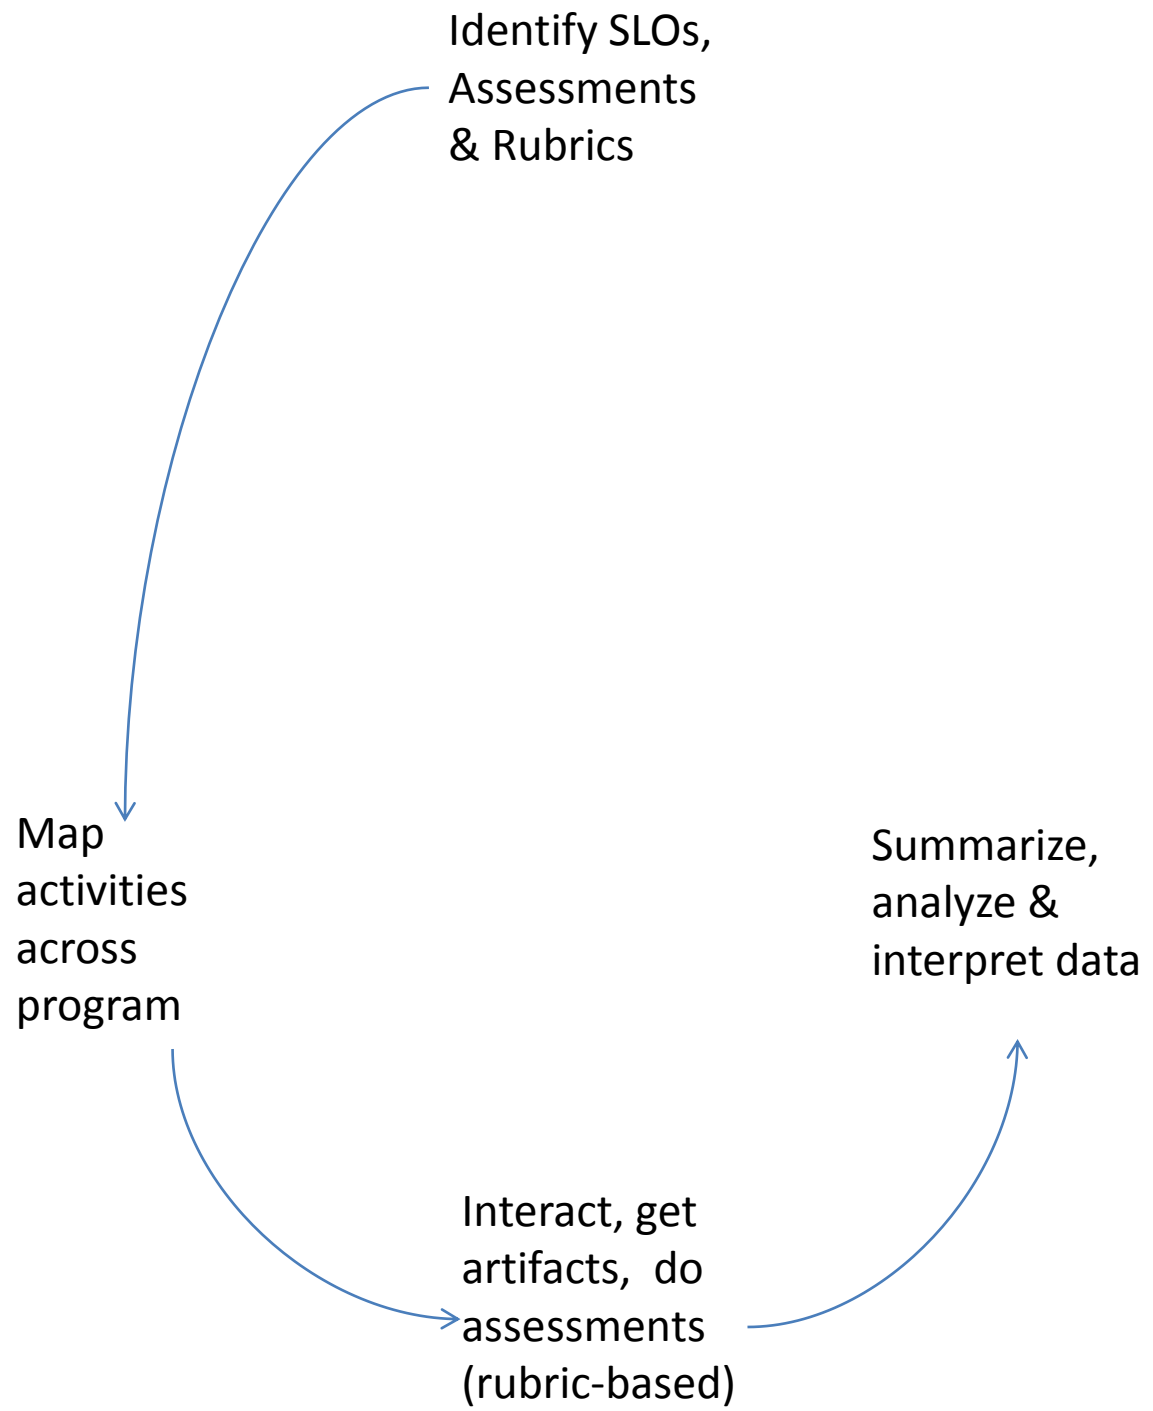 Identify SLOs,
Assessments
& Rubrics
Map
activities
across
program
Interact, get
artifacts,  do
assessments
(rubric-based)
Summarize,
analyze &
interpret data